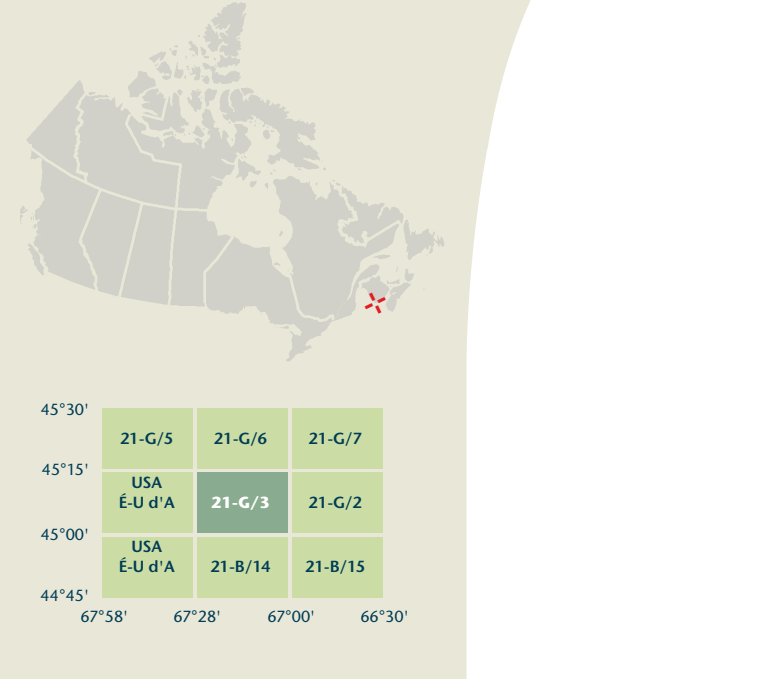 45°30'
21-G/5 21-G/6 21-G/7
45°15'
USA
É-U d'A 21-G/3 21-G/2
45°00'
USA
É-U d'A 21-B/14 21-B/15
44°45'
67°58' 67°28' 67°00' 66°30'